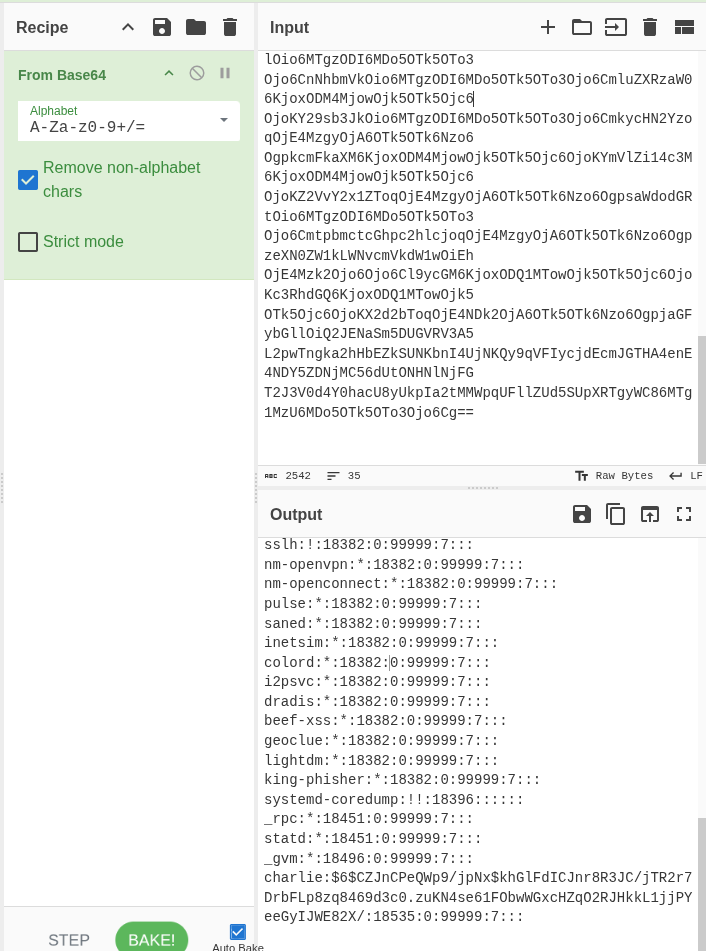 Recipe
From Base64
Alphabet
A-Za-z0-9+/=
Remove non-alphabet
chars
Strict mode
STEP
BAKE!
Auto Bake
Input
lOio6MTgzODI6MDo5OTk5OTo3
Ojo6CnNhbmVkOio6MTgzODI6MDo5OTk5OTo3Ojo6CmluZXRzaW0
6KjoxODM4MjowOjk5OTk5Ojc6
OjoKY29sb3JkOio6MTgzODI6MDo5OTk5OTo3Ojo6CmkycHN2Yzo
qOjE4MzgyOjA6OTk5OTk6Nzo6
OgpkcmFkaXM6KjoxODM4MjowOjk5OTk5Ojc6OjoKYmVlZi14c3M
6KjoxODM4MjowOjk5OTk5Ojc6
OjoKZ2VvY2x1ZToqOjE4MzgyOjA6OTk5OTk6Nzo6OgpsaWdodGR
tOio6MTgzODI6MDo5OTk5OTo3
Ojo6CmtpbmctcGhpc2hlcjoqOjE4MzgyOjA6OTk5OTk6Nzo6Ogp
zeXN0ZW1kLWNvcmVkdW1wOiEh
OjE4Mzk2Ojo6Ojo6Cl9ycGM6KjoxODQ1MTowOjk5OTk5Ojc6Ojo
Kc3RhdGQ6KjoxODQ1MTowOjk5
OTk5Ojc6OjoKX2d2bToqOjE4NDk2OjA6OTk5OTk6Nzo6OgpjaGF
ybGllOiQ2JENaSm5DUGVRV3A5
L2pwTngka2hHbEZkSUNKbnI4UjNKQy9qVFIycjdEcmJGTHA4enE
4NDY5ZDNjMC56dUtONHNlNjFG
T2J3V0d4Y0hacU8yUkpIa2tMMWpqUFllZUd5SUpXRTgyWC86MTg
1MzU6MDo5OTk5OTo3Ojo6Cg==
ABC 2542
35
Raw Bytes
LF
Output
sslh:!:18382:0:99999:7:::
nm-openvpn:*:18382:0:99999:7:::
nm-openconnect:*:18382:0:99999:7:::
pulse:*:18382:0:99999:7:::
saned:*:18382:0:99999:7:::
inetsim:*:18382:0:99999:7:::
colord:*:18382:0:99999:7:::
i2psvc:*:18382:0:99999:7:::
dradis:*:18382:0:99999:7:::
beef-xss:*:18382:0:99999:7:::
geoclue:*:18382:0:99999:7:::
lightdm:*:18382:0:99999:7:::
king-phisher:*:18382:0:99999:7:::
systemd-coredump:!!:18396::::::
_rpc:*:18451:0:99999:7:::
statd:*:18451:0:99999:7:::
_gvm:*:18496:0:99999:7:::
charlie:$6$CZJnCPeQWp9/jpNx$khGlFdICJnr8R3JC/jTR2r7
DrbFLp8zq8469d3c0.zuKN4se61FObwWGxcHZqO2RJHkkL1jjPY
eeGyIJWE82X/:18535:0:99999:7:::